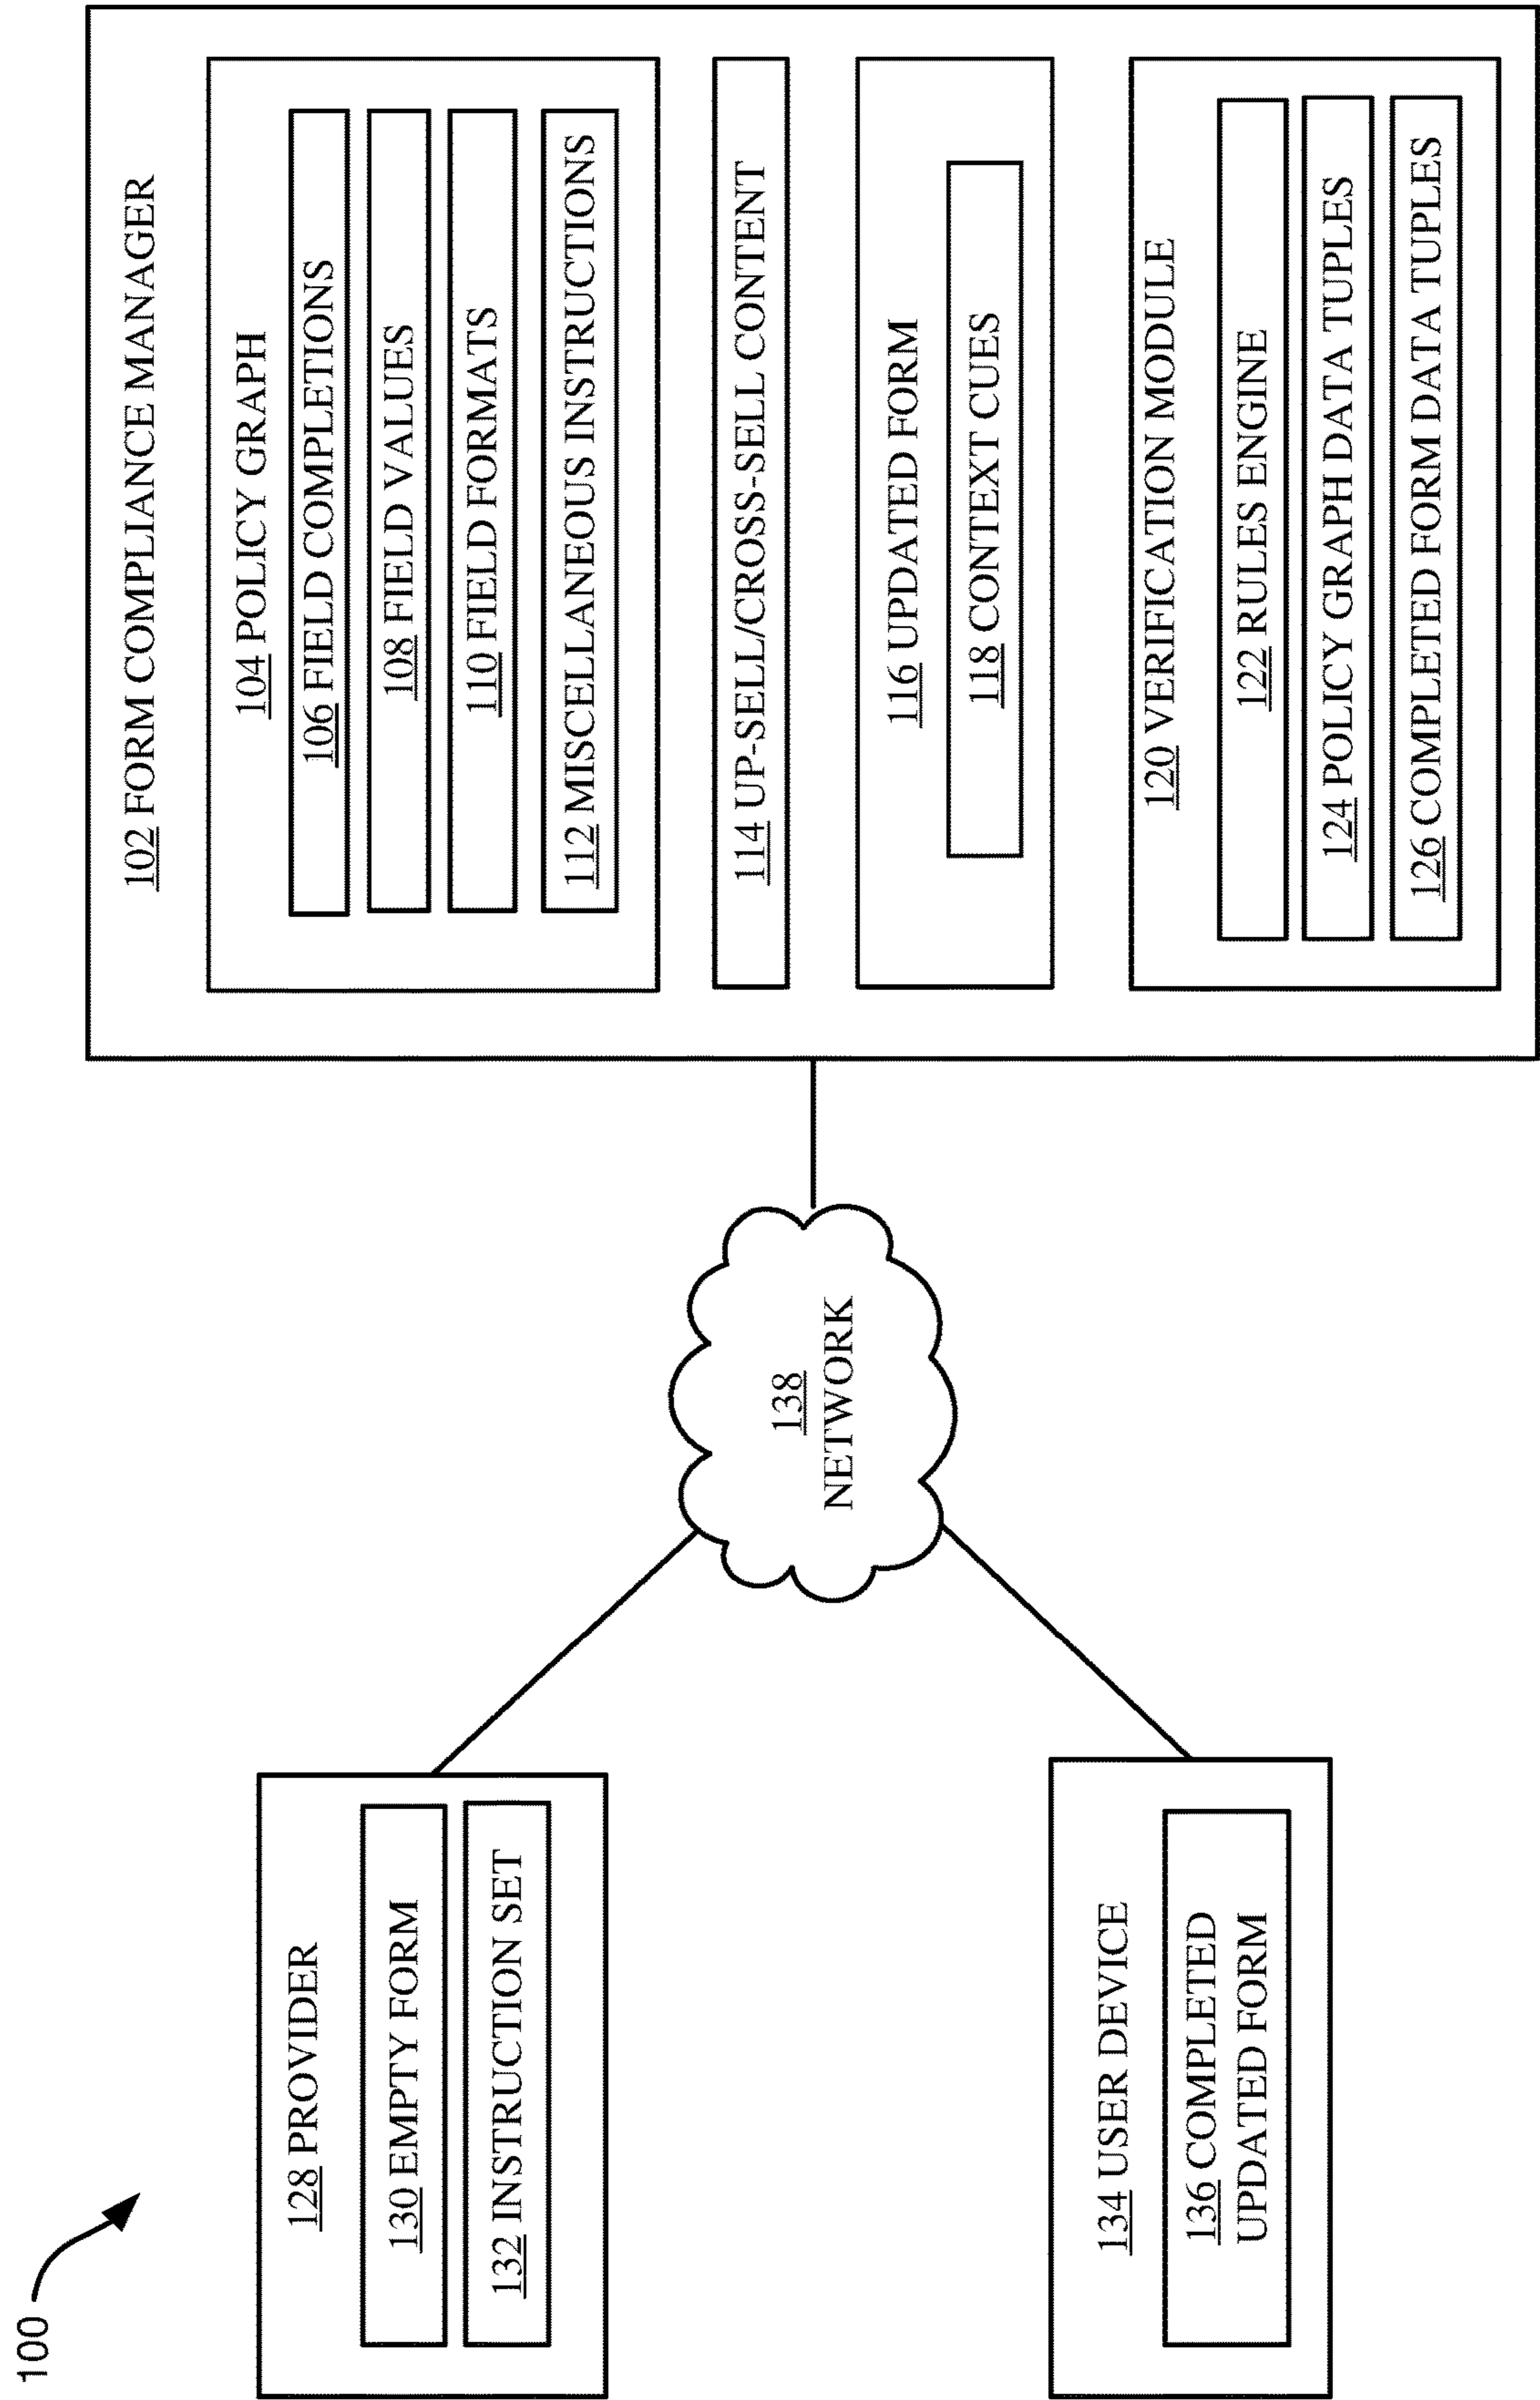 100
128 PROVIDER
130 EMPTY FORM
132 INSTRUCTION SET
134 USER DEVICE
136 COMPLETED
UPDATED FORM
138
NETWORK
102 FORM COMPLIANCE MANAGER
104 POLICY GRAPH
106 FIELD COMPLETIONS
108 FIELD VALUES
110 FIELD FORMATS
112 MISCELLANEOUS INSTRUCTIONS
114 UP-SELL/CROSS-SELL CONTENT
116 UPDATED FORM
118 CONTEXT CUES
120 VERIFICATION MODULE
122 RULES ENGINE
124 POLICY GRAPH DATA TUPLES
126 COMPLETED FORM DATA TUPLES